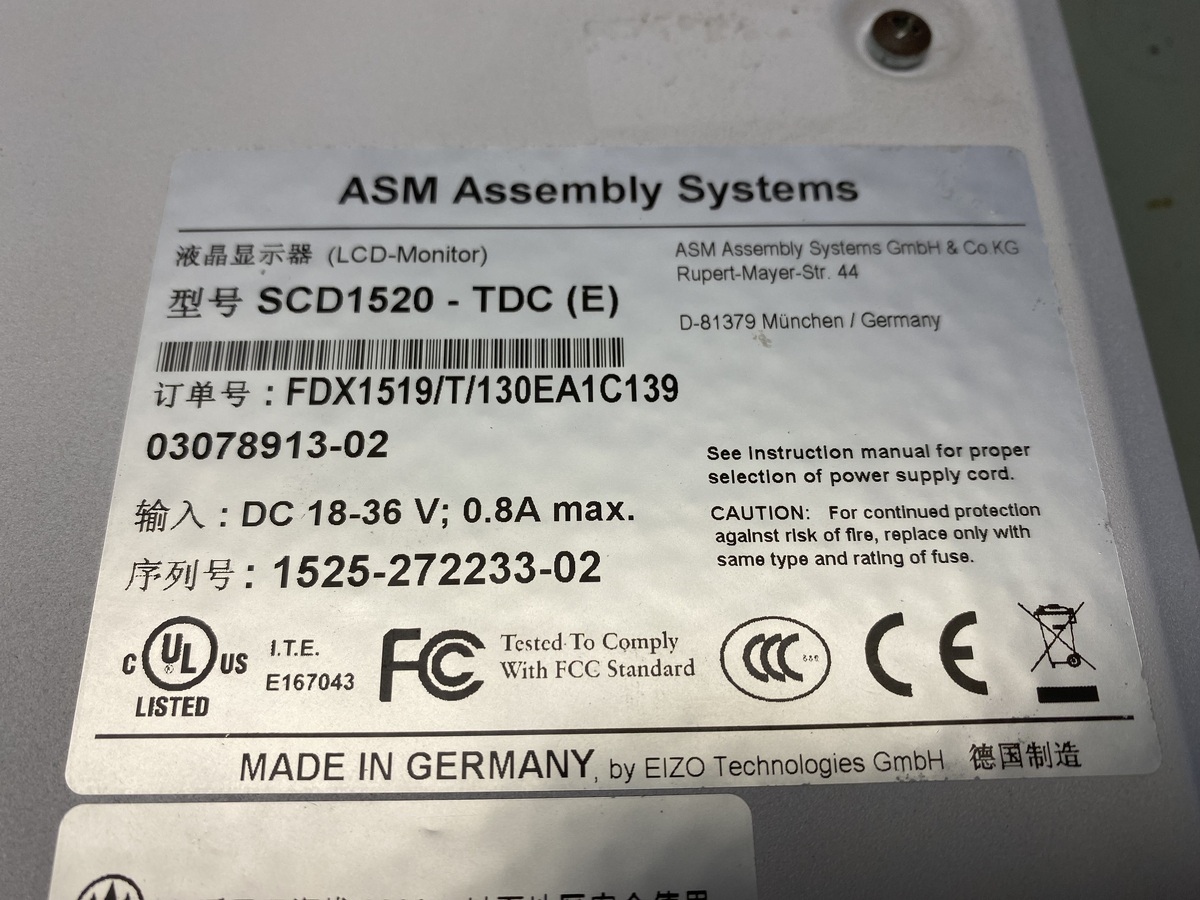 ASM Assembly Systems
液晶显示器 (LCD-Monitor)
型号 SCD1520 - TDC (E)
ASM Assembly Systems GmbH & Co.KG
Rupert-Mayer-Str. 44
D-81379 München / Germany
订单号 : FDX1519/T/130EA1C139
03078913-02
输入 : DC 18-36 V; 0.8A max.
序列号 : 1525-272233-02
See Instruction manual for proper
selection of power supply cord.
CAUTION: For continued protection
against risk of fire, replace only with
same type and rating of fuse.
C UL US
LISTED
I.T.E.
E167043
FC
Tested To Comply
With FCC Standard
CCC
CE
MADE IN GERMANY, by EIZO Technologies GmbH 德国制造